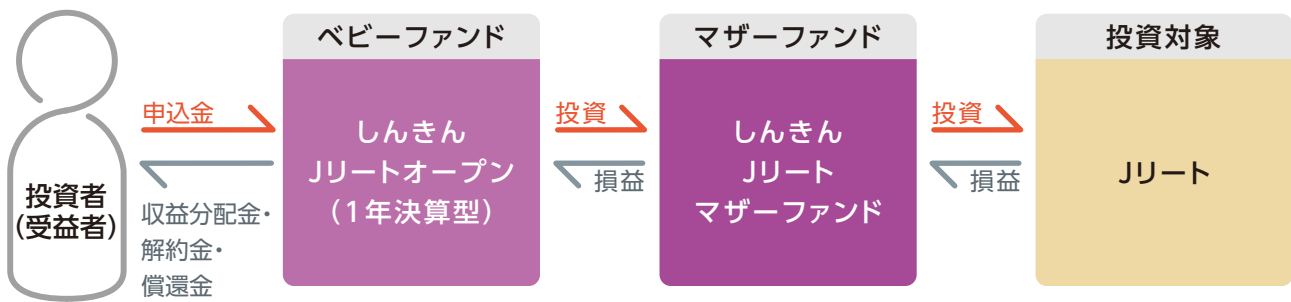 ベビーファンド
マザーファンド
投資対象
投資者
(受益者)
申込金
収益分配金・
解約金・
償還金
しんきん
Jリートオープン
(1年決算型)
投資
損益
しんきん
Jリート
マザーファンド
投資
損益
Jリート